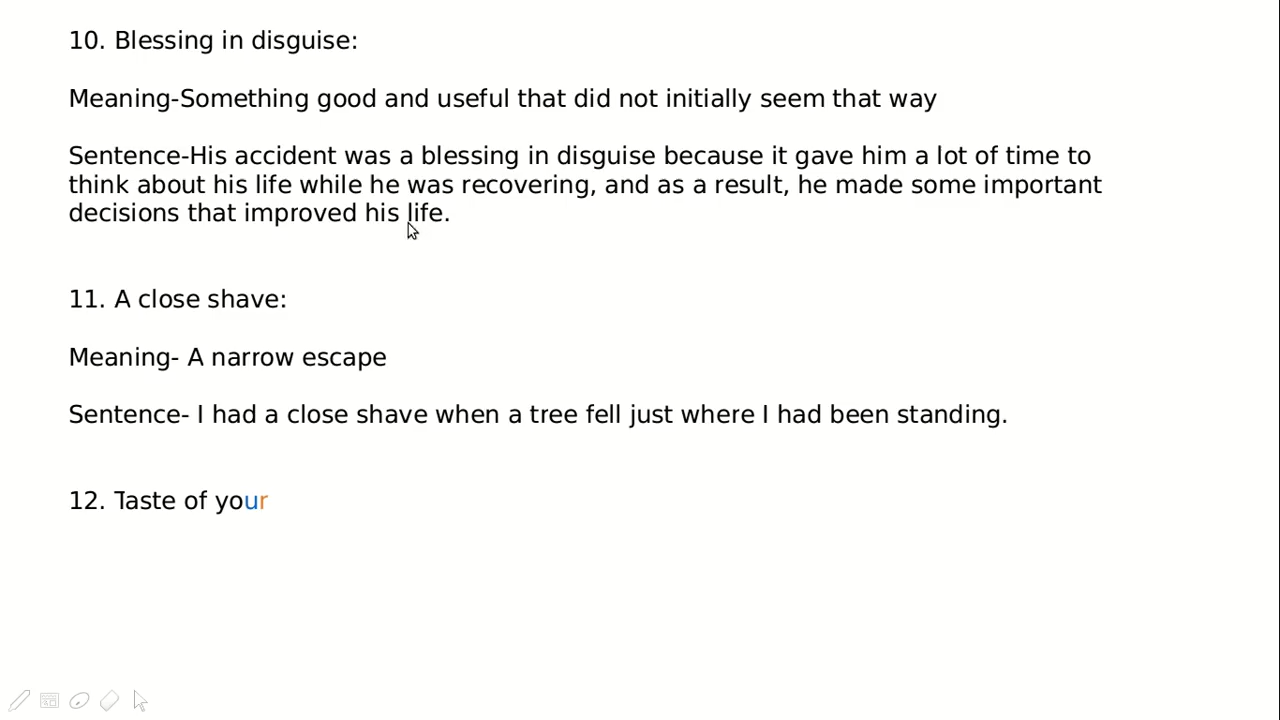 10. Blessing in disguise:
Meaning-Something good and useful that did not initially seem that way
Sentence-His accident was a blessing in disguise because it gave him a lot of time to
think about his life while he was recovering, and as a result, he made some important
decisions that improved his life.
11. A close shave:
Meaning- A narrow escape
Sentence- I had a close shave when a tree fell just where I had been standing.
12. Taste of your